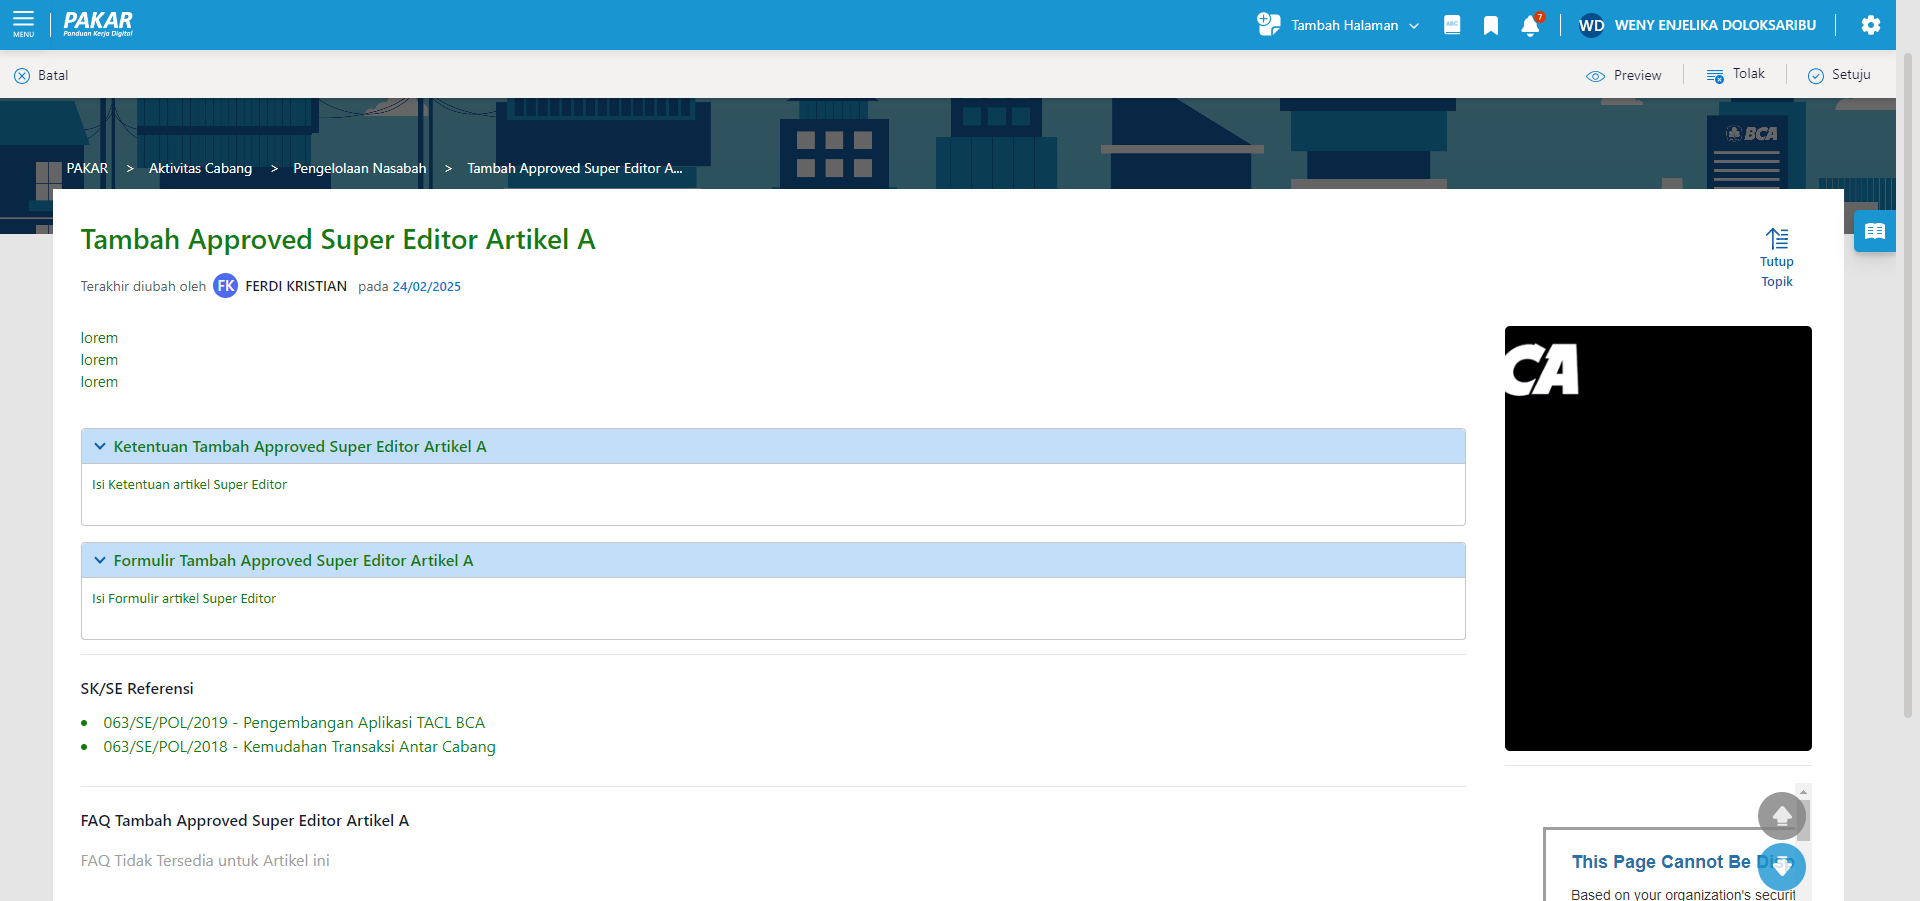 MENU
PAKAR
Panduan Kerja Digital
Tambah Halaman
ABC
7
WD
WENY ENJELIKA DOLOKSARIBU
Batal
Preview
Tolak
Setuju
BCA
PAKAR > Aktivitas Cabang > Pengelolaan Nasabah > Tambah Approved Super Editor A...
Tambah Approved Super Editor Artikel A
Terakhir diubah oleh FK FERDI KRISTIAN pada 24/02/2025
Tutup
Topik
lorem
lorem
lorem
CA
Ketentuan Tambah Approved Super Editor Artikel A
Isi Ketentuan artikel Super Editor
Formulir Tambah Approved Super Editor Artikel A
Isi Formulir artikel Super Editor
SK/SE Referensi
063/SE/POL/2019 - Pengembangan Aplikasi TACL BCA
063/SE/POL/2018 - Kemudahan Transaksi Antar Cabang
FAQ Tambah Approved Super Editor Artikel A
FAQ Tidak Tersedia untuk Artikel ini
This Page Cannot Be Disp
Based on your organization's securit